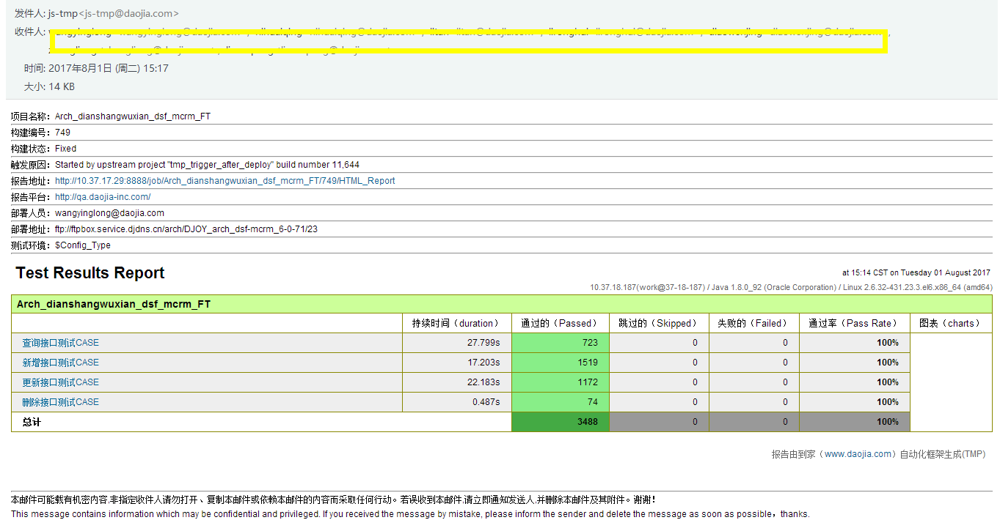 发件人: js-tmp<js-tmp@daojia.com>
收件人:
时间: 2017年8月1日 (周二) 15:17
大小: 14 KB
项目名称：Arch_dianshangwuxian_dsf_mcrm_FT
构建编号：749
构建状态：Fixed
触发原因：Started by upstream project "tmp_trigger_after_deploy" build number 11,644
报告地址：http://10.37.17.29:8888/job/Arch_dianshangwuxian_dsf_mcrm_FT/749/HTML_Report
报告平台：http://qa.daojia-inc.com/
部署人员：wangyinglong@daojia.com
部署地址：ftp://ftpbox.service.djdns.cn/arch/DJOY_arch_dsf-mcrm_6-0-71/23
测试环境：$Config_Type
Test Results Report
at 15:14 CST on Tuesday 01 August 2017
10.37.18.187(work@37-18-187) / Java 1.8.0_92 (Oracle Corporation) / Linux 2.6.32-431.23.3.el6.x86_64 (amd64)
Arch_dianshangwuxian_dsf_mcrm_FT
持续时间（duration） 通过的（Passed） 跳过的（Skipped） 失败的（Failed） 通过率（Pass Rate） 图表（charts）
查询接口测试CASE 27.799s 723 0 0 100%
新增接口测试CASE 17.203s 1519 0 0 100%
更新接口测试CASE 22.183s 1172 0 0 100%
删除接口测试CASE 0.487s 74 0 0 100%
总计 3488 0 0 100%
报告由到家（www.daojia.com）自动化框架生成(TMP)
本邮件可能载有机密内容,非指定收件人请勿打开、复制本邮件或依赖本邮件的内容而采取任何行动。若误收到本邮件,请立即通知发送人,并删除本邮件及其附件。谢谢！
This message contains information which may be confidential and privileged. If you received the message by mistake, please inform the sender and delete the message as soon as possible，thanks.